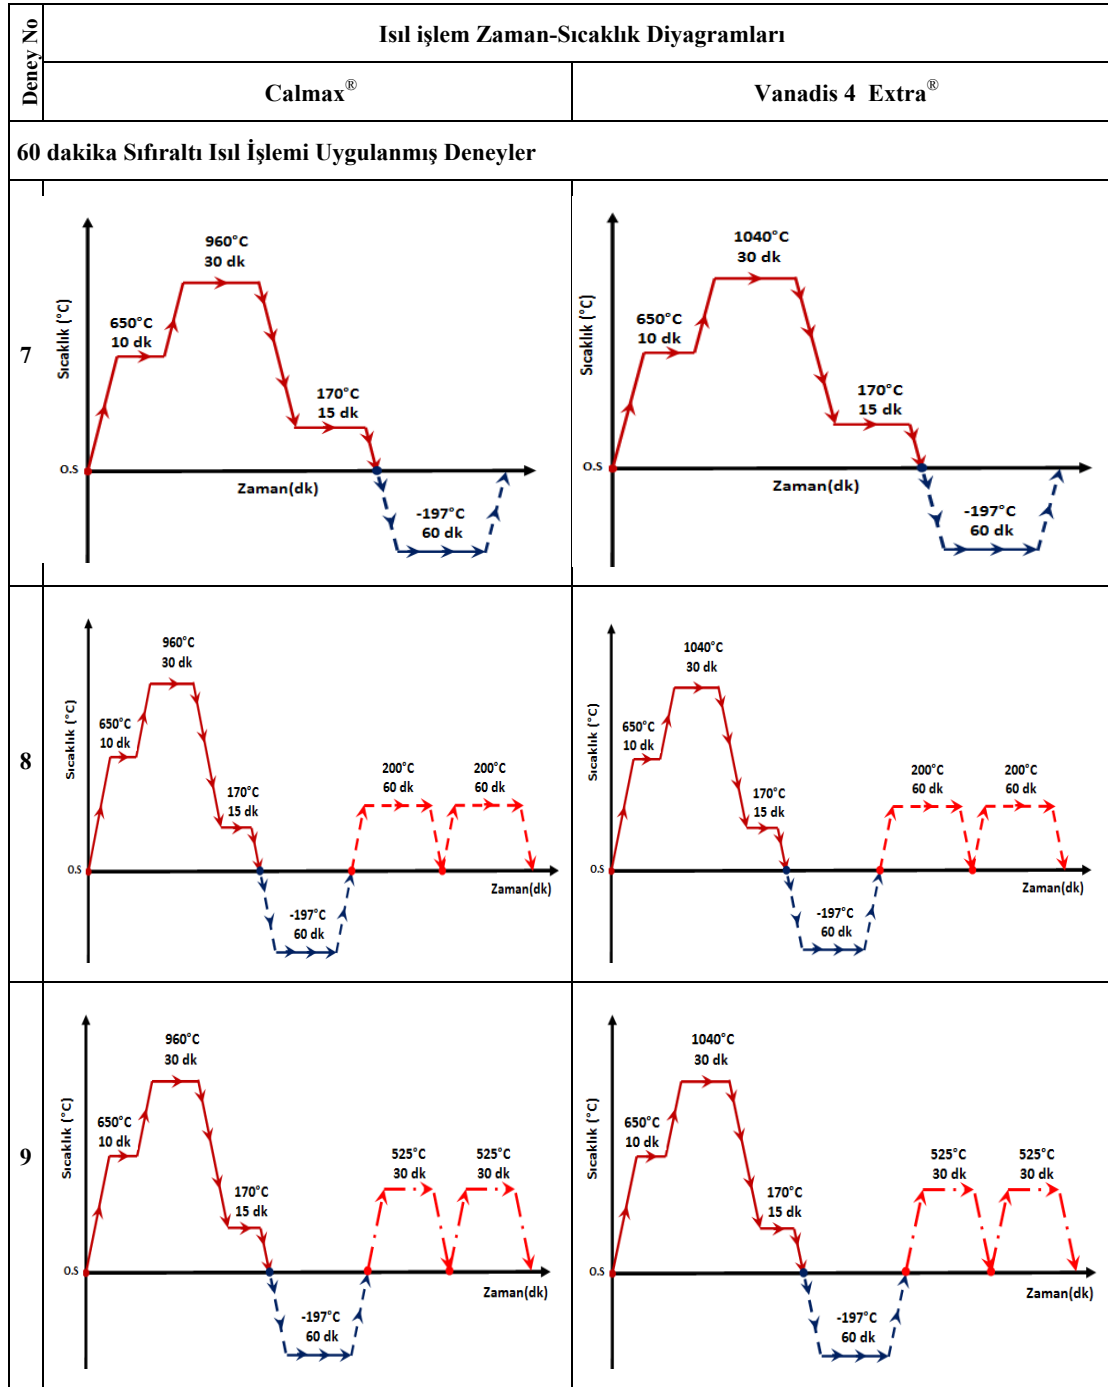 Deney No
Isıl işlem Zaman-Sıcaklık Diyagramları
Calmax®
Vanadis 4 Extra®
60 dakika Sıfıraltı Isıl İşlemi Uygulanmış Deneyler
7
Sıcaklık (°C)
960°C
30 dk
650°C
10 dk
170°C
15 dk
O.S
Zaman(dk)
-197°C
60 dk
Sıcaklık (°C)
1040°C
30 dk
650°C
10 dk
170°C
15 dk
O.S
Zaman(dk)
-197°C
60 dk
8
Sıcaklık (°C)
960°C
30 dk
650°C
10 dk
170°C
15 dk
200°C
60 dk
200°C
60 dk
O.S
Zaman(dk)
-197°C
60 dk
Sıcaklık (°C)
1040°C
30 dk
650°C
10 dk
170°C
15 dk
200°C
60 dk
200°C
60 dk
O.S
Zaman(dk)
-197°C
60 dk
9
Sıcaklık (°C)
960°C
30 dk
650°C
10 dk
170°C
15 dk
525°C
30 dk
525°C
30 dk
O.S
Zaman(dk)
-197°C
60 dk
Sıcaklık (°C)
1040°C
30 dk
650°C
10 dk
170°C
15 dk
525°C
30 dk
525°C
30 dk
O.S
Zaman(dk)
-197°C
60 dk